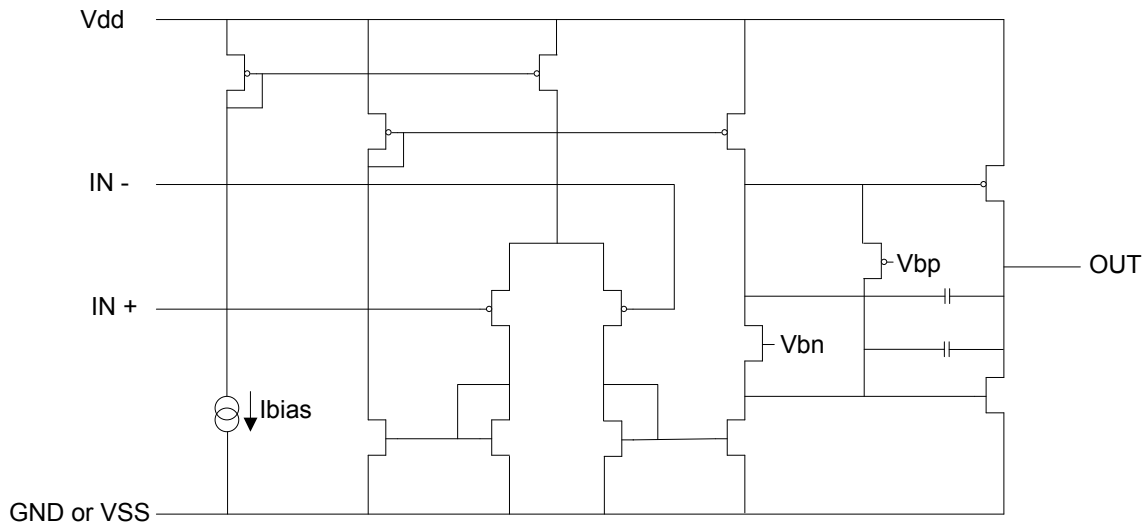 Vdd
IN -
Vbp
OUT
IN +
Vbn
Ibias
GND or VSS